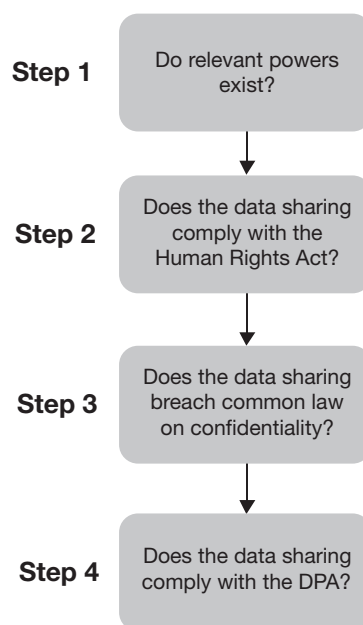 Step 1
Do relevant powers
exist?
Step 2
Does the data sharing
comply with the
Human Rights Act?
Step 3
Does the data sharing
breach common law
on confidentiality?
Step 4
Does the data sharing
comply with the DPA?